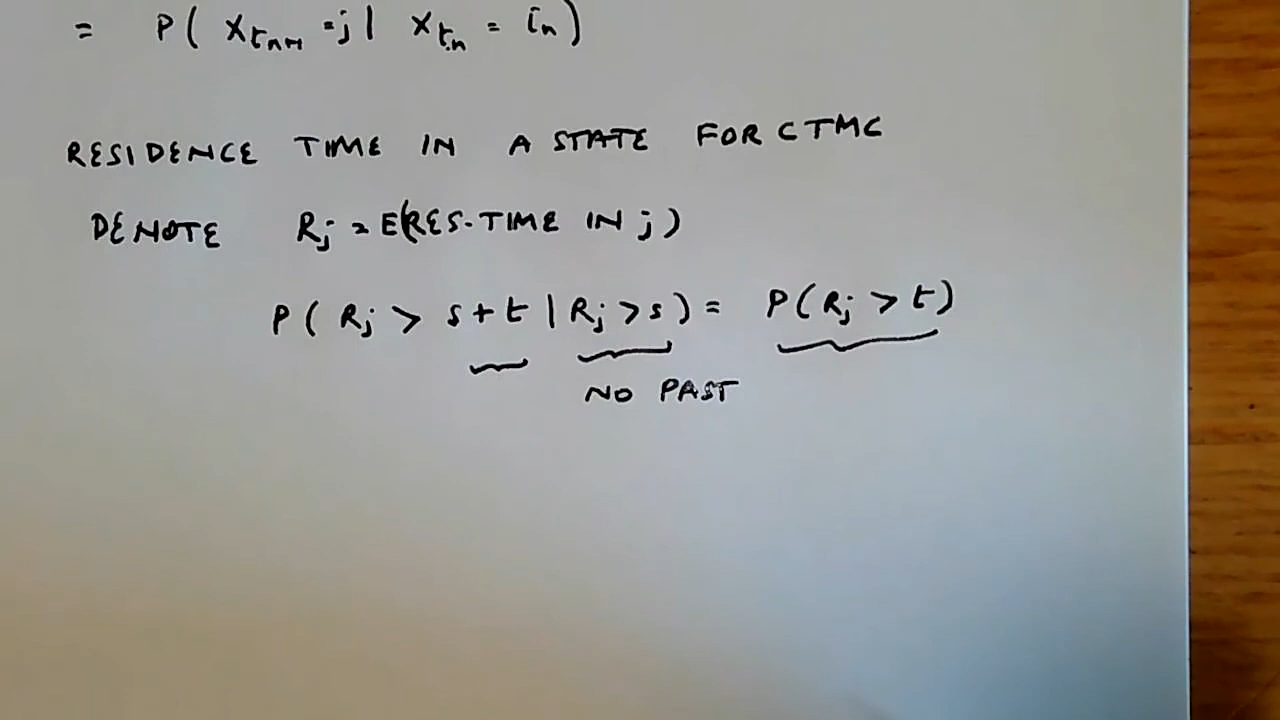 = P( X_{t_{n+1}} = j | X_{t_n} = i_n )
RESIDENCE TIME IN A STATE FOR CTMC
DENOTE R_j = E(RES-TIME IN j)
P( R_j > s+t | R_j > s ) = P( R_j > t )
NO PAST